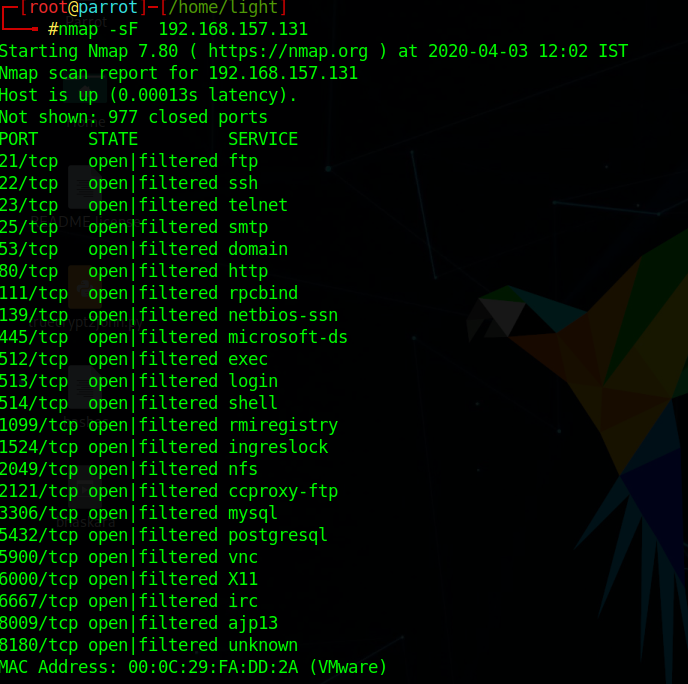 ┌─[root@parrot]─[/home/light]
└──╼ #nmap -sF  192.168.157.131
Starting Nmap 7.80 ( https://nmap.org ) at 2020-04-03 12:02 IST
Nmap scan report for 192.168.157.131
Host is up (0.00013s latency).
Not shown: 977 closed ports
PORT     STATE         SERVICE
21/tcp   open|filtered ftp
22/tcp   open|filtered ssh
23/tcp   open|filtered telnet
25/tcp   open|filtered smtp
53/tcp   open|filtered domain
80/tcp   open|filtered http
111/tcp  open|filtered rpcbind
139/tcp  open|filtered netbios-ssn
445/tcp  open|filtered microsoft-ds
512/tcp  open|filtered exec
513/tcp  open|filtered login
514/tcp  open|filtered shell
1099/tcp open|filtered rmiregistry
1524/tcp open|filtered ingreslock
2049/tcp open|filtered nfs
2121/tcp open|filtered ccproxy-ftp
3306/tcp open|filtered mysql
5432/tcp open|filtered postgresql
5900/tcp open|filtered vnc
6000/tcp open|filtered X11
6667/tcp open|filtered irc
8009/tcp open|filtered ajp13
8180/tcp open|filtered unknown
MAC Address: 00:0C:29:FA:DD:2A (VMware)